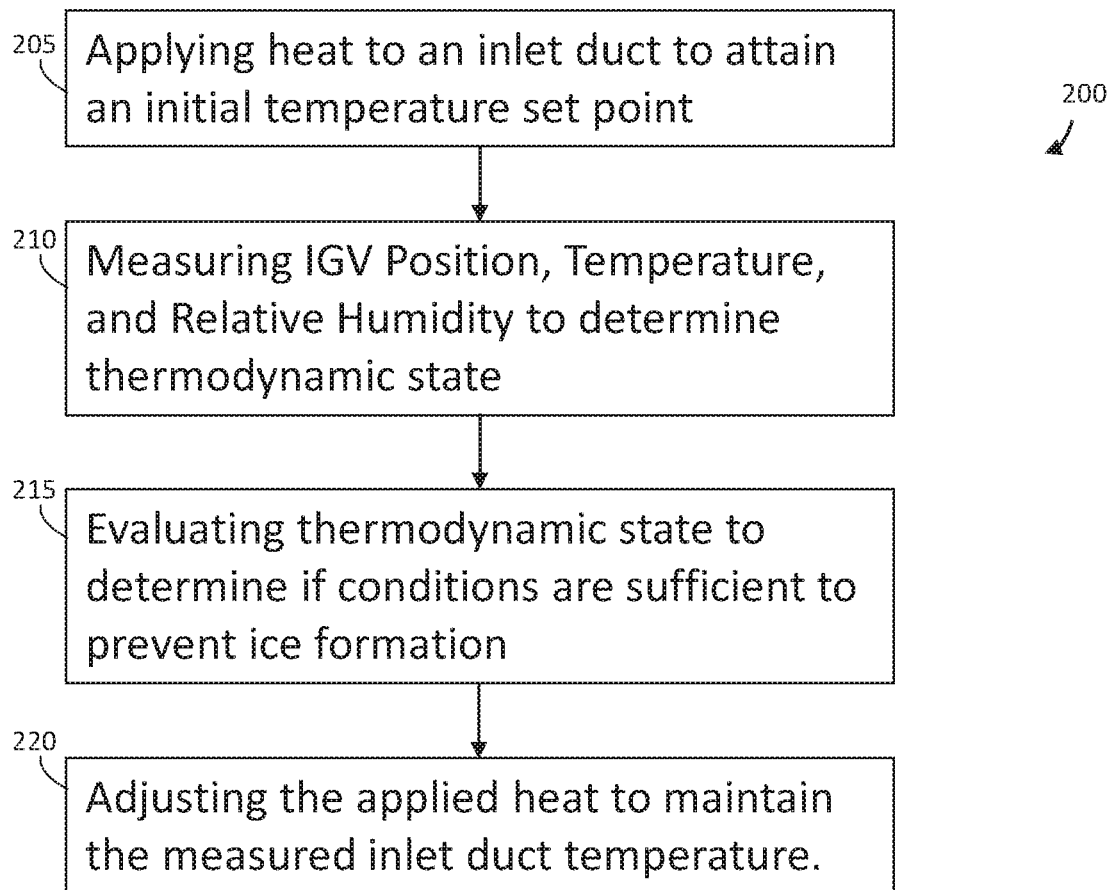 205
Applying heat to an inlet duct to attain
an initial temperature set point
200
210
Measuring IGV Position, Temperature,
and Relative Humidity to determine
thermodynamic state
215
Evaluating thermodynamic state to
determine if conditions are sufficient to
prevent ice formation
220
Adjusting the applied heat to maintain
the measured inlet duct temperature.